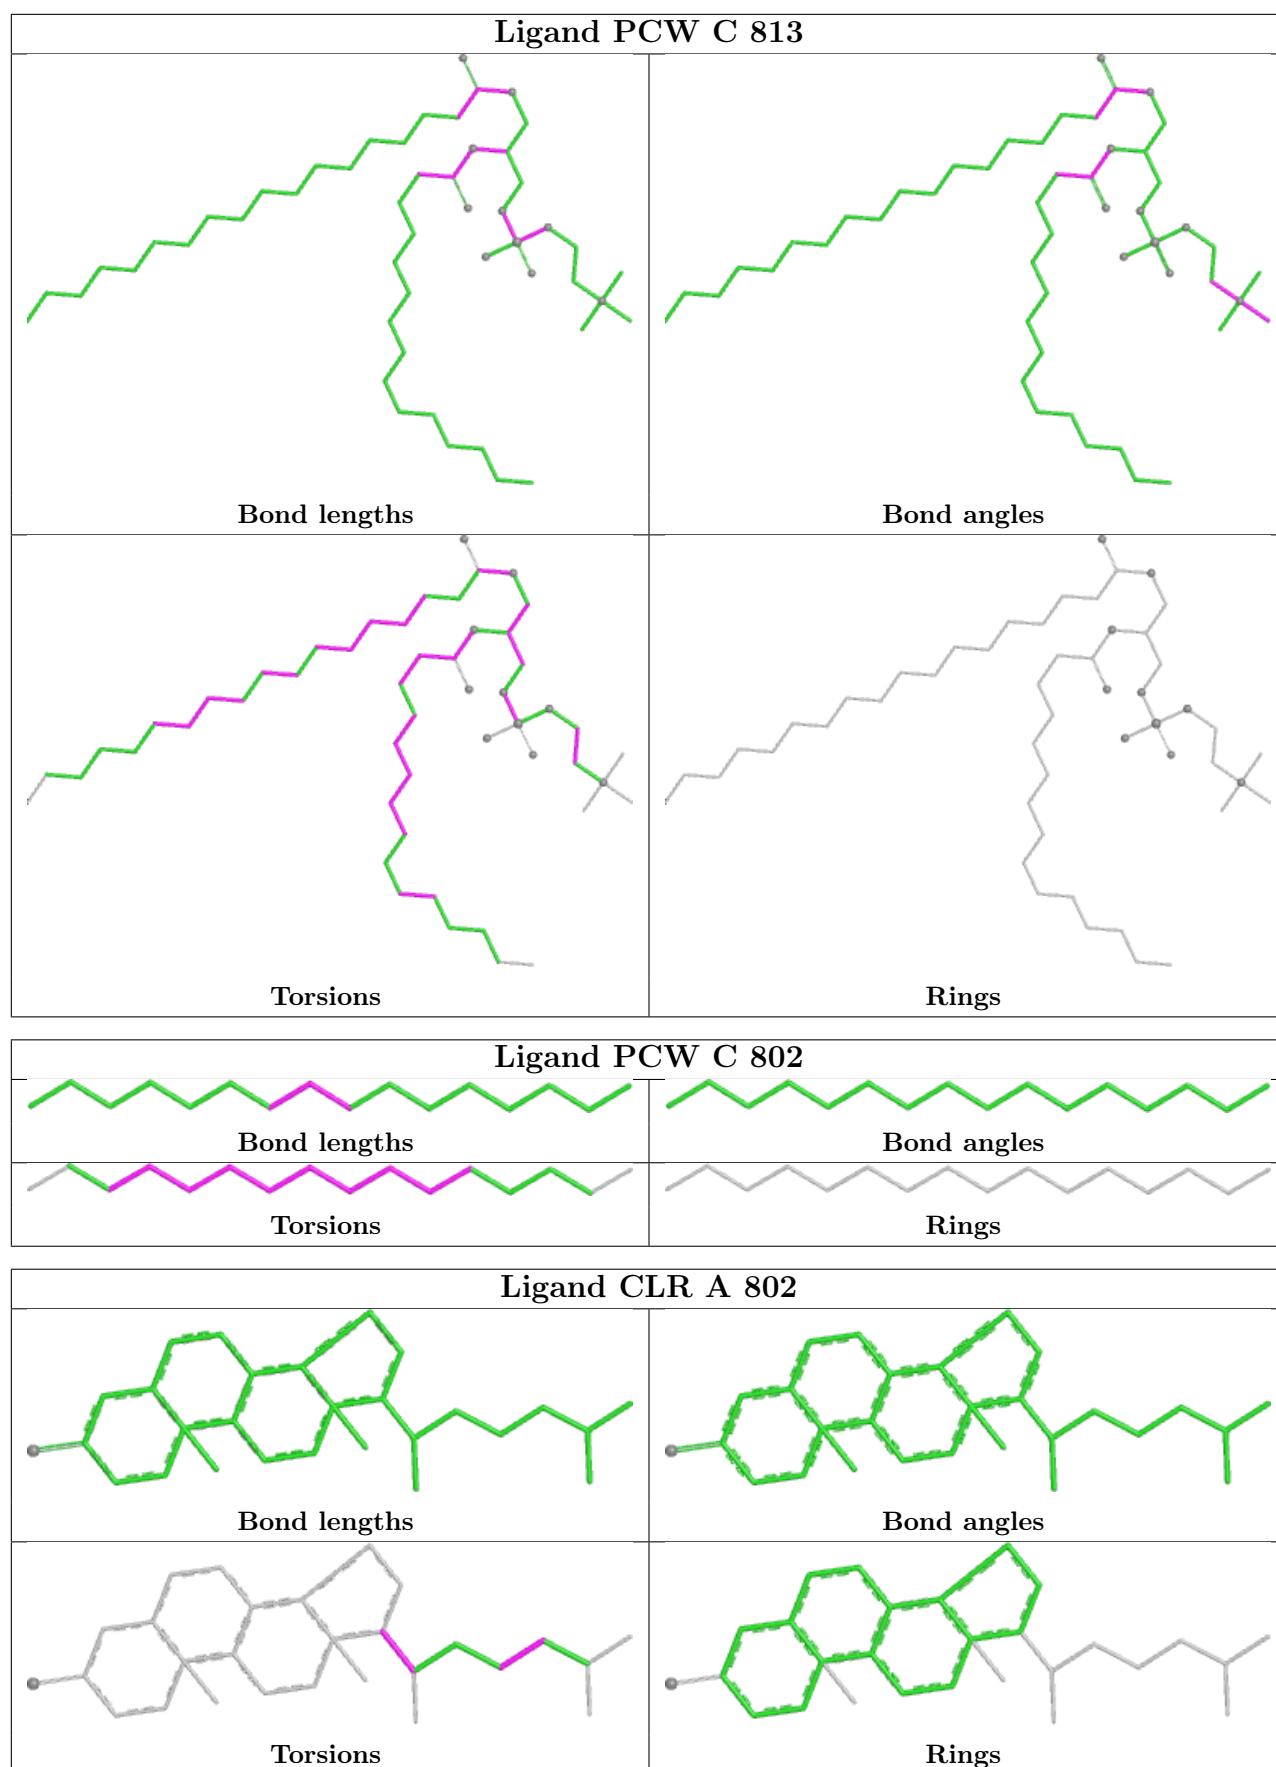 Ligand PCW C 813
Bond lengths
Bond angles
Torsions
Rings
Ligand PCW C 802
Bond lengths
Bond angles
Torsions
Rings
Ligand CLR A 802
Bond lengths
Bond angles
Torsions
Rings